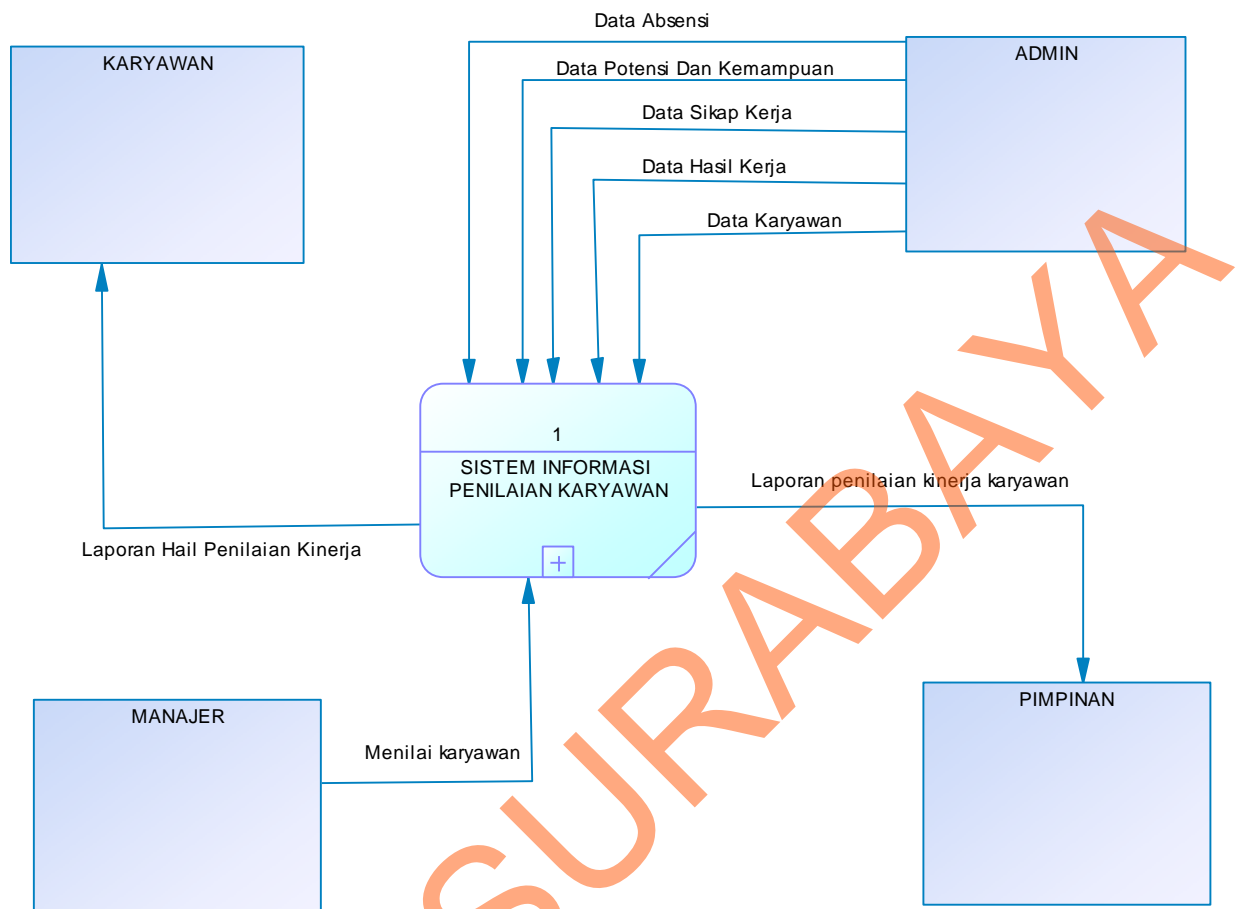 Data Absensi
KARYAWAN
ADMIN
Data Potensi Dan Kemampuan
Data Sikap Kerja
Data Hasil Kerja
Data Karyawan
1
SISTEM INFORMASI
PENILAIAN KARYAWAN
Laporan penilaian kinerja karyawan
Laporan Hail Penilaian Kinerja
MANAJER
PIMPINAN
Menilai karyawan
SURABAYA